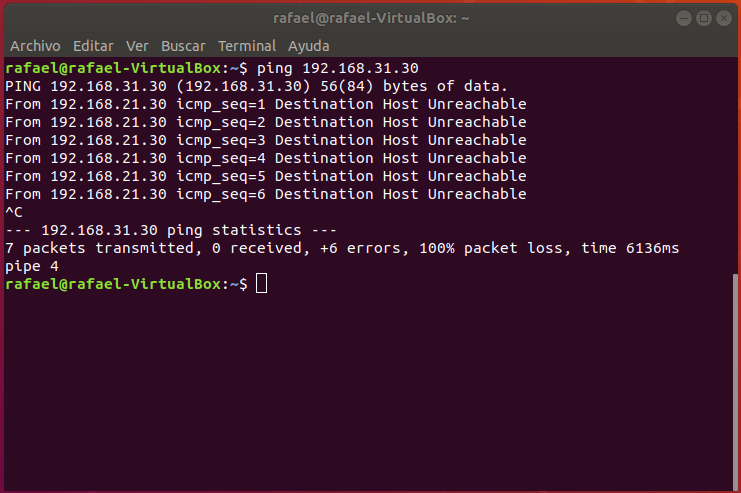 rafael@rafael-VirtualBox: ~
Archivo Editar Ver Buscar Terminal Ayuda
rafael@rafael-VirtualBox:~$ ping 192.168.31.30
PING 192.168.31.30 (192.168.31.30) 56(84) bytes of data.
From 192.168.21.30 icmp_seq=1 Destination Host Unreachable
From 192.168.21.30 icmp_seq=2 Destination Host Unreachable
From 192.168.21.30 icmp_seq=3 Destination Host Unreachable
From 192.168.21.30 icmp_seq=4 Destination Host Unreachable
From 192.168.21.30 icmp_seq=5 Destination Host Unreachable
From 192.168.21.30 icmp_seq=6 Destination Host Unreachable
^C
--- 192.168.31.30 ping statistics ---
7 packets transmitted, 0 received, +6 errors, 100% packet loss, time 6136ms
pipe 4
rafael@rafael-VirtualBox:~$